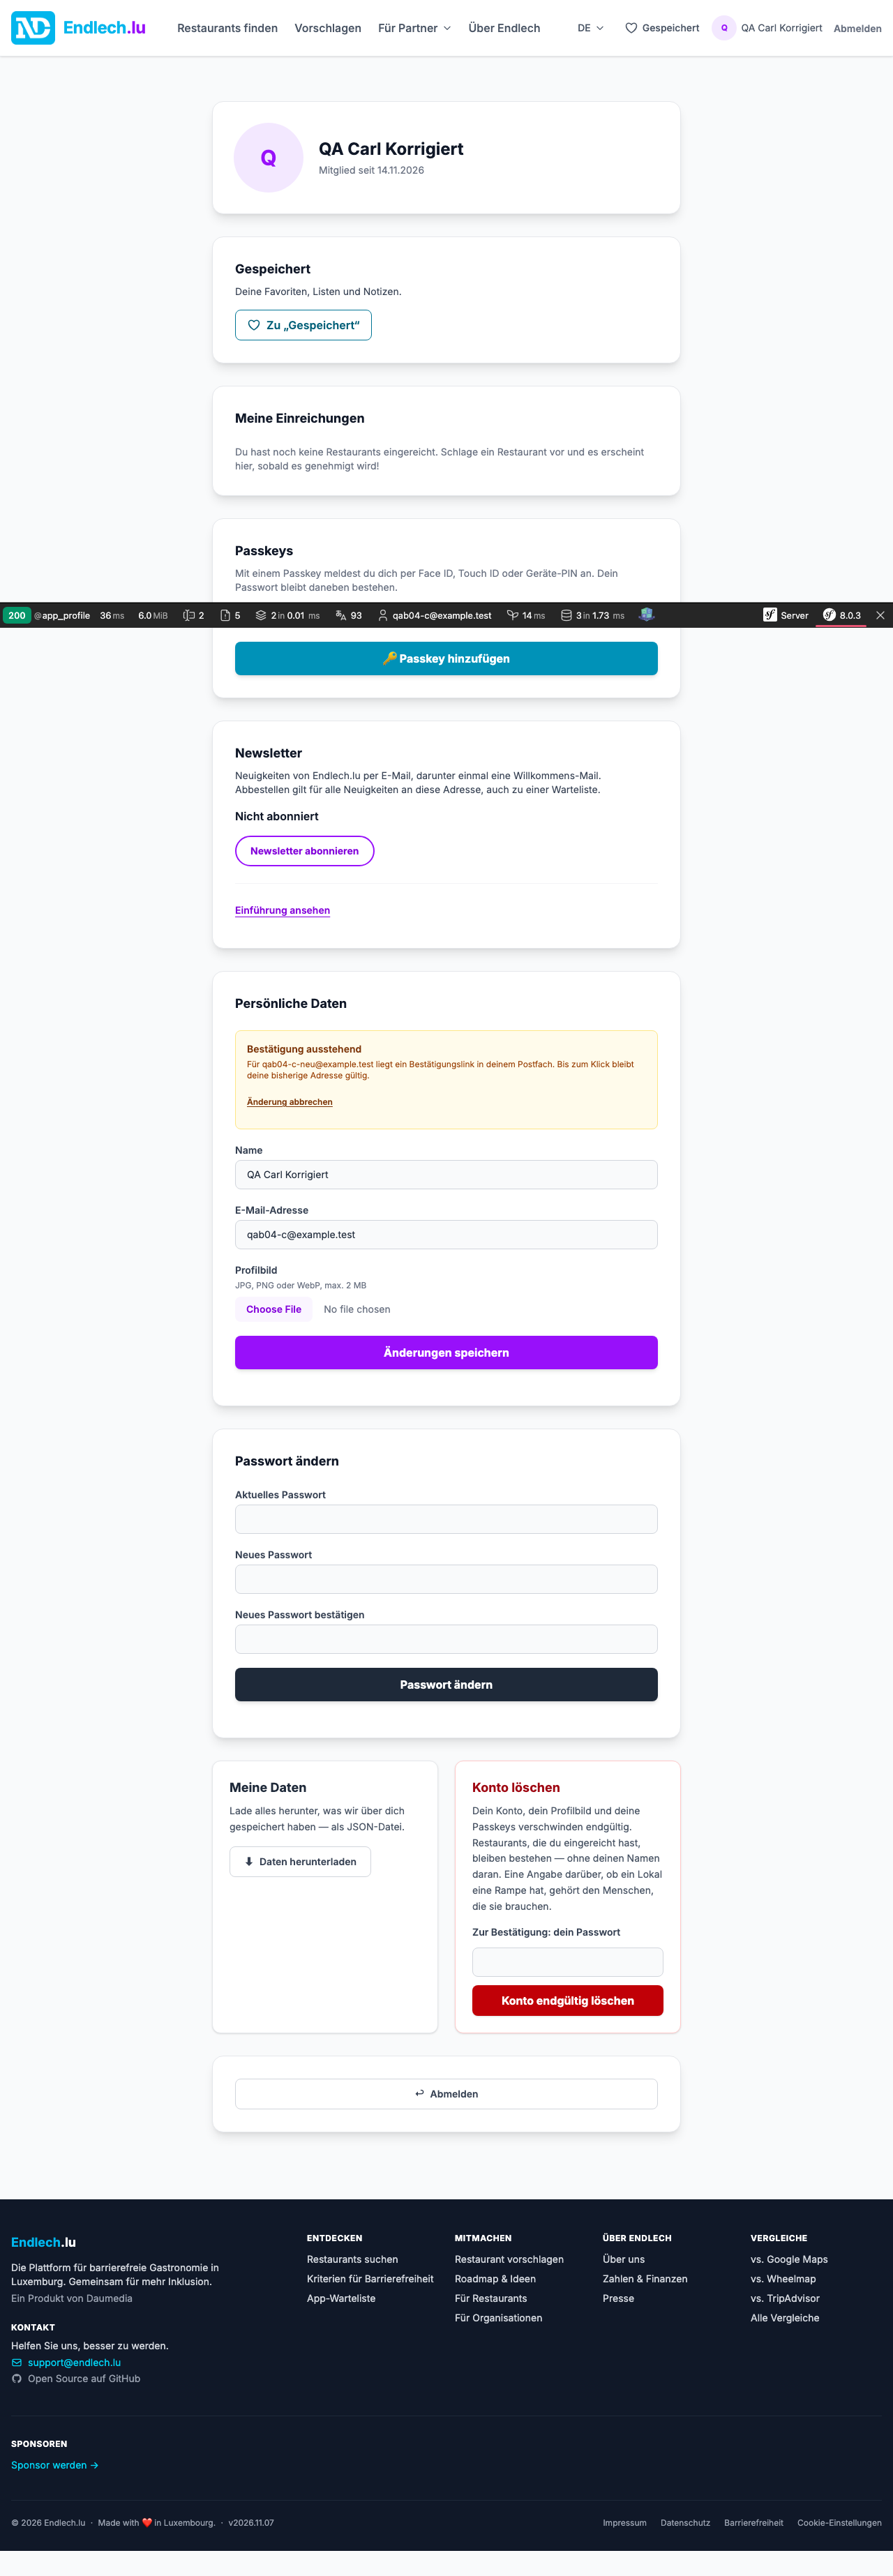 Endlech.lu
Restaurants finden
Vorschlagen
Für Partner
Über Endlech
DE
Gespeichert
Q
QA Carl Korrigiert
Abmelden
Q
QA Carl Korrigiert
Mitglied seit 14.11.2026
Gespeichert
Deine Favoriten, Listen und Notizen.
Zu „Gespeichert“
Meine Einreichungen
Du hast noch keine Restaurants eingereicht. Schlage ein Restaurant vor und es erscheint
hier, sobald es genehmigt wird!
Passkeys
Mit einem Passkey meldest du dich per Face ID, Touch ID oder Geräte-PIN an. Dein
Passwort bleibt daneben bestehen.
200 @app_profile 36 ms 6.0 MiB 2 5 2 in 0.01 ms 93 qab04-c@example.test 14 ms 3 in 1.73 ms Server 8.0.3
🔑 Passkey hinzufügen
Newsletter
Neuigkeiten von Endlech.lu per E-Mail, darunter einmal eine Willkommens-Mail.
Abbestellen gilt für alle Neuigkeiten an diese Adresse, auch zu einer Warteliste.
Nicht abonniert
Newsletter abonnieren
Einführung ansehen
Persönliche Daten
Bestätigung ausstehend
Für qab04-c-neu@example.test liegt ein Bestätigungslink in deinem Postfach. Bis zum Klick bleibt
deine bisherige Adresse gültig.
Änderung abbrechen
Name
QA Carl Korrigiert
E-Mail-Adresse
qab04-c@example.test
Profilbild
JPG, PNG oder WebP, max. 2 MB
Choose File No file chosen
Änderungen speichern
Passwort ändern
Aktuelles Passwort
Neues Passwort
Neues Passwort bestätigen
Passwort ändern
Meine Daten
Lade alles herunter, was wir über dich
gespeichert haben — als JSON-Datei.
⬇ Daten herunterladen
Konto löschen
Dein Konto, dein Profilbild und deine
Passkeys verschwinden endgültig.
Restaurants, die du eingereicht hast,
bleiben bestehen — ohne deinen Namen
daran. Eine Angabe darüber, ob ein Lokal
eine Rampe hat, gehört den Menschen,
die sie brauchen.
Zur Bestätigung: dein Passwort
Konto endgültig löschen
↩ Abmelden
Endlech.lu
Die Plattform für barrierefreie Gastronomie in
Luxemburg. Gemeinsam für mehr Inklusion.
Ein Produkt von Daumedia
KONTAKT
Helfen Sie uns, besser zu werden.
support@endlech.lu
Open Source auf GitHub
ENTDECKEN
Restaurants suchen
Kriterien für Barrierefreiheit
App-Warteliste
MITMACHEN
Restaurant vorschlagen
Roadmap & Ideen
Für Restaurants
Für Organisationen
ÜBER ENDLECH
Über uns
Zahlen & Finanzen
Presse
VERGLEICHE
vs. Google Maps
vs. Wheelmap
vs. TripAdvisor
Alle Vergleiche
SPONSOREN
Sponsor werden →
© 2026 Endlech.lu · Made with ❤️ in Luxembourg. · v2026.11.07
Impressum
Datenschutz
Barrierefreiheit
Cookie-Einstellungen